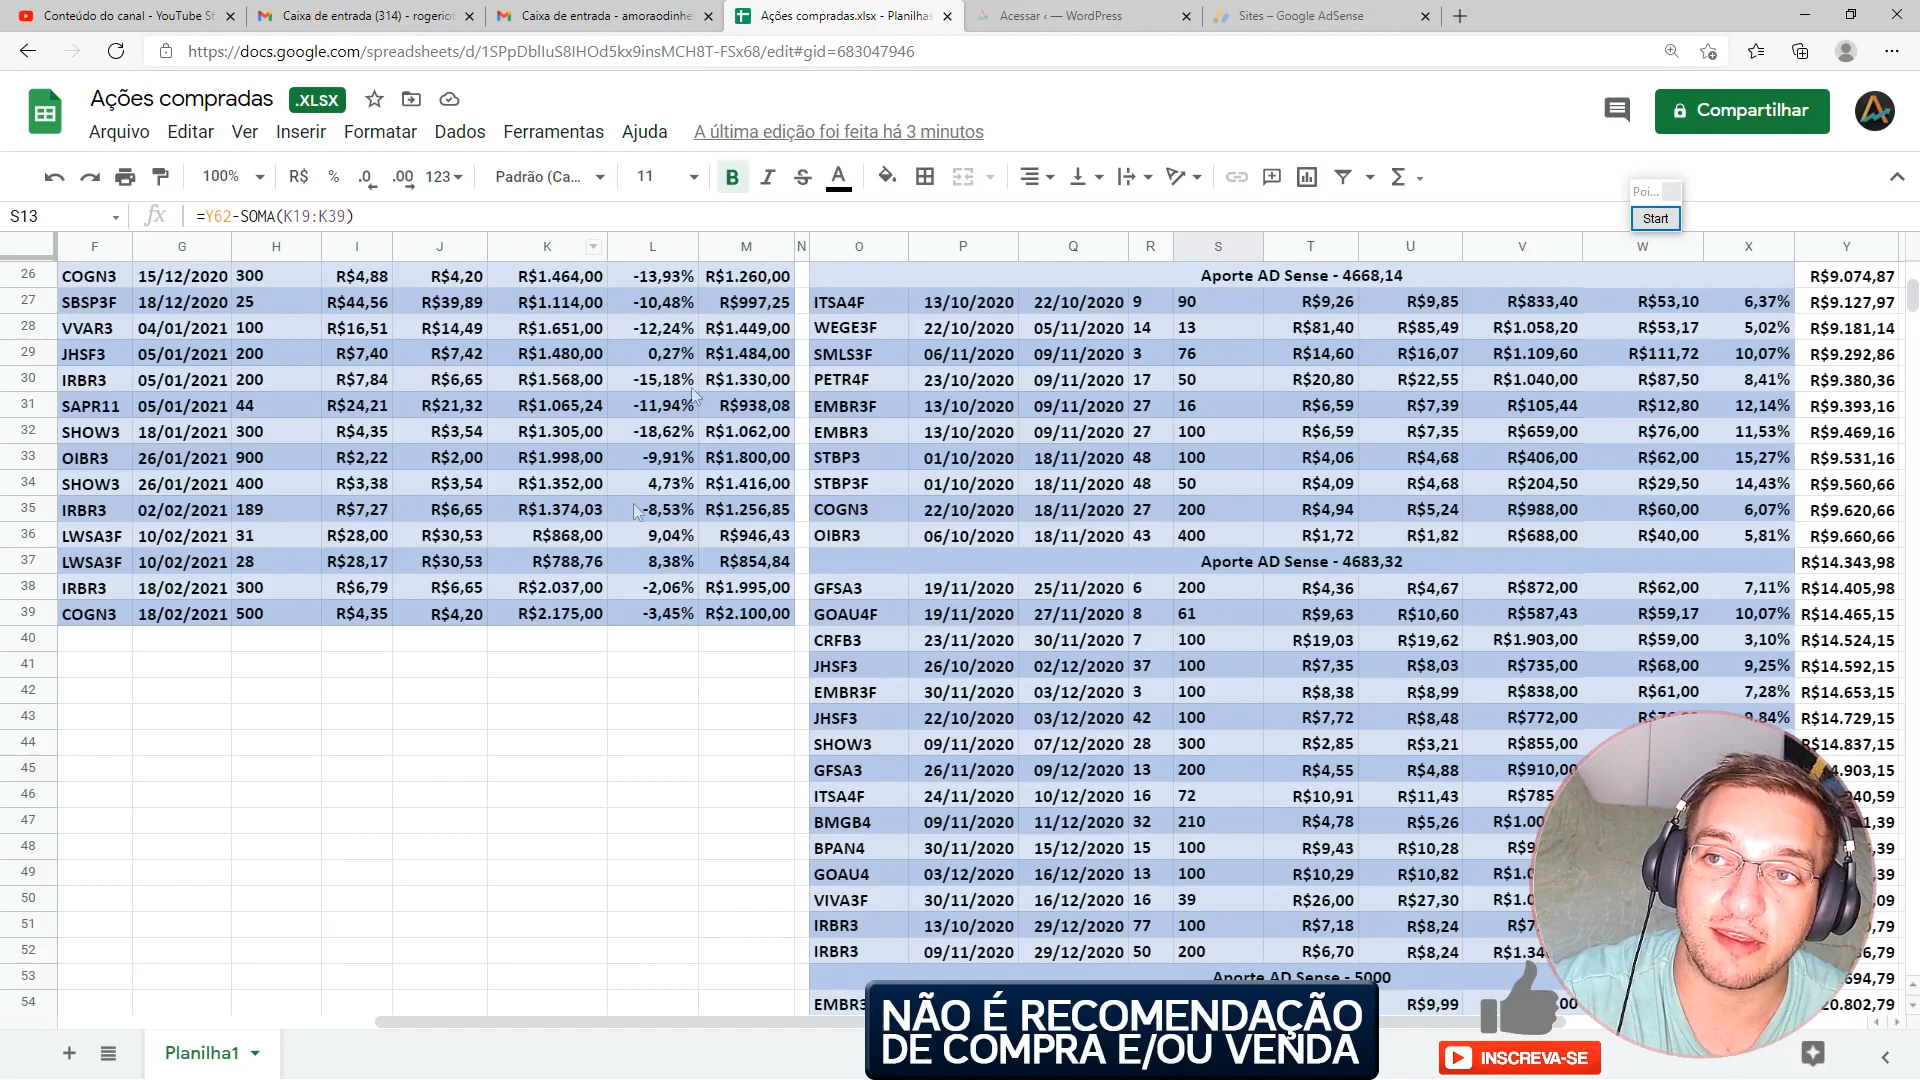 Conteúdo do canal - YouTube St
Caixa de entrada (314) - rogeriot
Caixa de entrada - amoraodinhei
Ações compradas.xlsx - Planilhas
Acessar ‹ — WordPress
Sites – Google AdSense
https://docs.google.com/spreadsheets/d/1SPpDblIuS8IHOd5kx9insMCH8T-FSx68/edit#gid=683047946
Ações compradas .XLSX
Compartilhar
Arquivo Editar Ver Inserir Formatar Dados Ferramentas Ajuda A última edição foi feita há 3 minutos
100% R$ % .0 .00 123 Padrão (Ca... 11 B I S A Σ
Poi...
Start
S13 fx =Y62-SOMA(K19:K39)
F G H I J K L M N O P Q R S T U V W X Y
26 COGN3 15/12/2020 300 R$4,88 R$4,20 R$1.464,00 -13,93% R$1.260,00 Aporte AD Sense - 4668,14 R$9.074,87
27 SBSP3F 18/12/2020 25 R$44,56 R$39,89 R$1.114,00 -10,48% R$997,25 ITSA4F 13/10/2020 22/10/2020 9 90 R$9,26 R$9,85 R$833,40 R$53,10 6,37% R$9.127,97
28 VVAR3 04/01/2021 100 R$16,51 R$14,49 R$1.651,00 -12,24% R$1.449,00 WEGE3F 22/10/2020 05/11/2020 14 13 R$81,40 R$85,49 R$1.058,20 R$53,17 5,02% R$9.181,14
29 JHSF3 05/01/2021 200 R$7,40 R$7,42 R$1.480,00 0,27% R$1.484,00 SMLS3F 06/11/2020 09/11/2020 3 76 R$14,60 R$16,07 R$1.109,60 R$111,72 10,07% R$9.292,86
30 IRBR3 05/01/2021 200 R$7,84 R$6,65 R$1.568,00 -15,18% R$1.330,00 PETR4F 23/10/2020 09/11/2020 17 50 R$20,80 R$22,55 R$1.040,00 R$87,50 8,41% R$9.380,36
31 SAPR11 05/01/2021 44 R$24,21 R$21,32 R$1.065,24 -11,94% R$938,08 EMBR3F 13/10/2020 09/11/2020 27 16 R$6,59 R$7,39 R$105,44 R$12,80 12,14% R$9.393,16
32 SHOW3 18/01/2021 300 R$4,35 R$3,54 R$1.305,00 -18,62% R$1.062,00 EMBR3 13/10/2020 09/11/2020 27 100 R$6,59 R$7,35 R$659,00 R$76,00 11,53% R$9.469,16
33 OIBR3 26/01/2021 900 R$2,22 R$2,00 R$1.998,00 -9,91% R$1.800,00 STBP3 01/10/2020 18/11/2020 48 100 R$4,06 R$4,68 R$406,00 R$62,00 15,27% R$9.531,16
34 SHOW3 26/01/2021 400 R$3,38 R$3,54 R$1.352,00 4,73% R$1.416,00 STBP3F 01/10/2020 18/11/2020 48 50 R$4,09 R$4,68 R$204,50 R$29,50 14,43% R$9.560,66
35 IRBR3 02/02/2021 189 R$7,27 R$6,65 R$1.374,03 -8,53% R$1.256,85 COGN3 22/10/2020 18/11/2020 27 200 R$4,94 R$5,24 R$988,00 R$60,00 6,07% R$9.620,66
36 LWSA3F 10/02/2021 31 R$28,00 R$30,53 R$868,00 9,04% R$946,43 OIBR3 06/10/2020 18/11/2020 43 400 R$1,72 R$1,82 R$688,00 R$40,00 5,81% R$9.660,66
37 LWSA3F 10/02/2021 28 R$28,17 R$30,53 R$788,76 8,38% R$854,84 Aporte AD Sense - 4683,32 R$14.343,98
38 IRBR3 18/02/2021 300 R$6,79 R$6,65 R$2.037,00 -2,06% R$1.995,00 GFSA3 19/11/2020 25/11/2020 6 200 R$4,36 R$4,67 R$872,00 R$62,00 7,11% R$14.405,98
39 COGN3 18/02/2021 500 R$4,35 R$4,20 R$2.175,00 -3,45% R$2.100,00 GOAU4F 19/11/2020 27/11/2020 8 61 R$9,63 R$10,60 R$587,43 R$59,17 10,07% R$14.465,15
40 CRFB3 23/11/2020 30/11/2020 7 100 R$19,03 R$19,62 R$1.903,00 R$59,00 3,10% R$14.524,15
41 JHSF3 26/10/2020 02/12/2020 37 100 R$7,35 R$8,03 R$735,00 R$68,00 9,25% R$14.592,15
42 EMBR3F 30/11/2020 03/12/2020 3 100 R$8,38 R$8,99 R$838,00 R$61,00 7,28% R$14.653,15
43 JHSF3 22/10/2020 03/12/2020 42 100 R$7,72 R$8,48 R$772,00 R$76,00 9,84% R$14.729,15
44 SHOW3 09/11/2020 07/12/2020 28 300 R$2,85 R$3,21 R$855,00 14.837,15
45 GFSA3 26/11/2020 09/12/2020 13 200 R$4,55 R$4,88 R$910,0 4.903,15
46 ITSA4F 24/11/2020 10/12/2020 16 72 R$10,91 R$11,43 R$785 940,59
47 BMGB4 09/11/2020 11/12/2020 32 210 R$4,78 R$5,26 R$1.00 1,39
48 BPAN4 30/11/2020 15/12/2020 15 100 R$9,43 R$10,28 R$9 ,39
49 GOAU4 03/12/2020 16/12/2020 13 100 R$10,29 R$10,82 R$1.0 ,39
50 VIVA3F 30/11/2020 16/12/2020 16 39 R$26,00 R$27,30 R$1.0 ,09
51 IRBR3 13/10/2020 29/12/2020 77 100 R$7,18 R$8,24 R$7 0,79
52 IRBR3 09/11/2020 29/12/2020 50 200 R$6,70 R$8,24 R$1.34 6,79
53 Aporte AD Sense - 5000 694,79
54 EMBR3 R$9,99 00 20.802,79
NÃO É RECOMENDAÇÃO
DE COMPRA E/OU VENDA
INSCREVA-SE
Planilha1